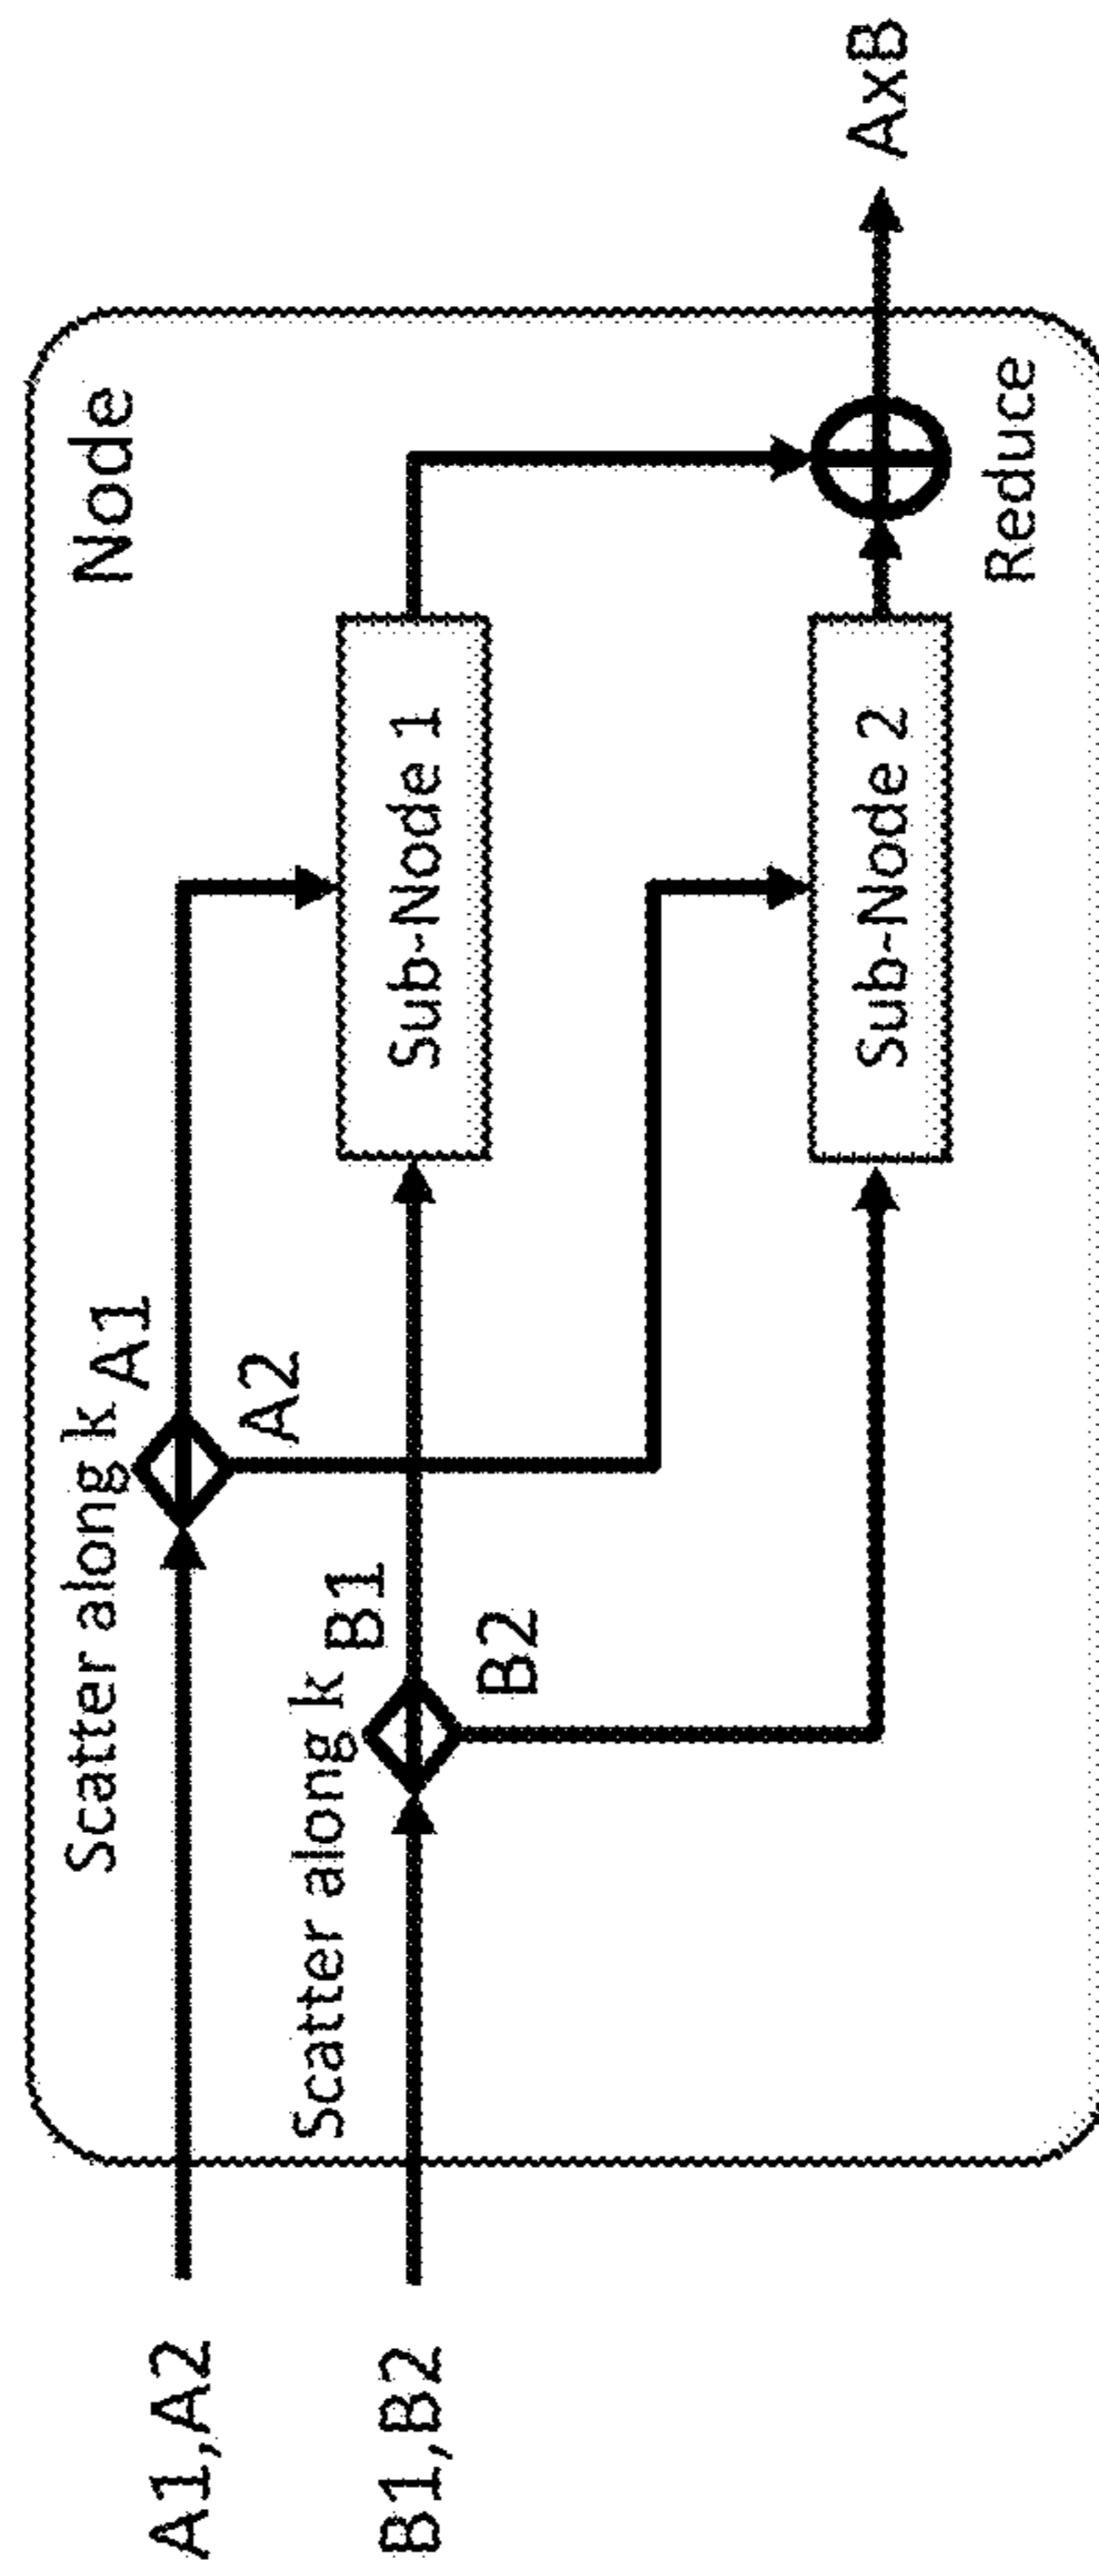 Node
Scatter along k
A1
A2
A1,A2
Scatter along k
B1
B2
B1,B2
Sub-Node 1
Sub-Node 2
Reduce
AxB